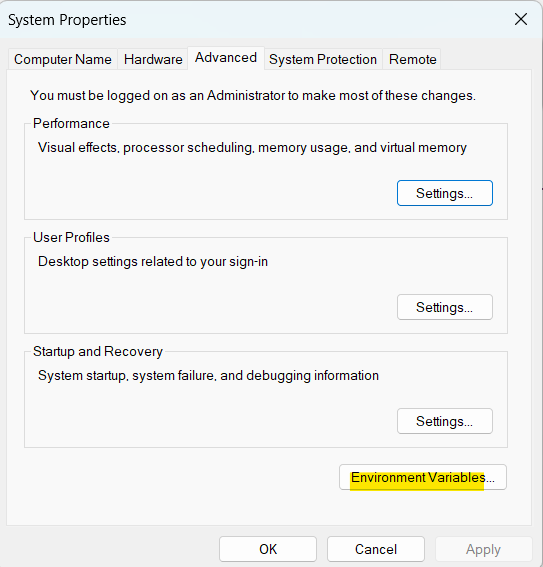 System Properties
Computer Name Hardware Advanced System Protection Remote
You must be logged on as an Administrator to make most of these changes.
Performance
Visual effects, processor scheduling, memory usage, and virtual memory
Settings...
User Profiles
Desktop settings related to your sign-in
Settings...
Startup and Recovery
System startup, system failure, and debugging information
Settings...
Environment Variables...
OK Cancel Apply